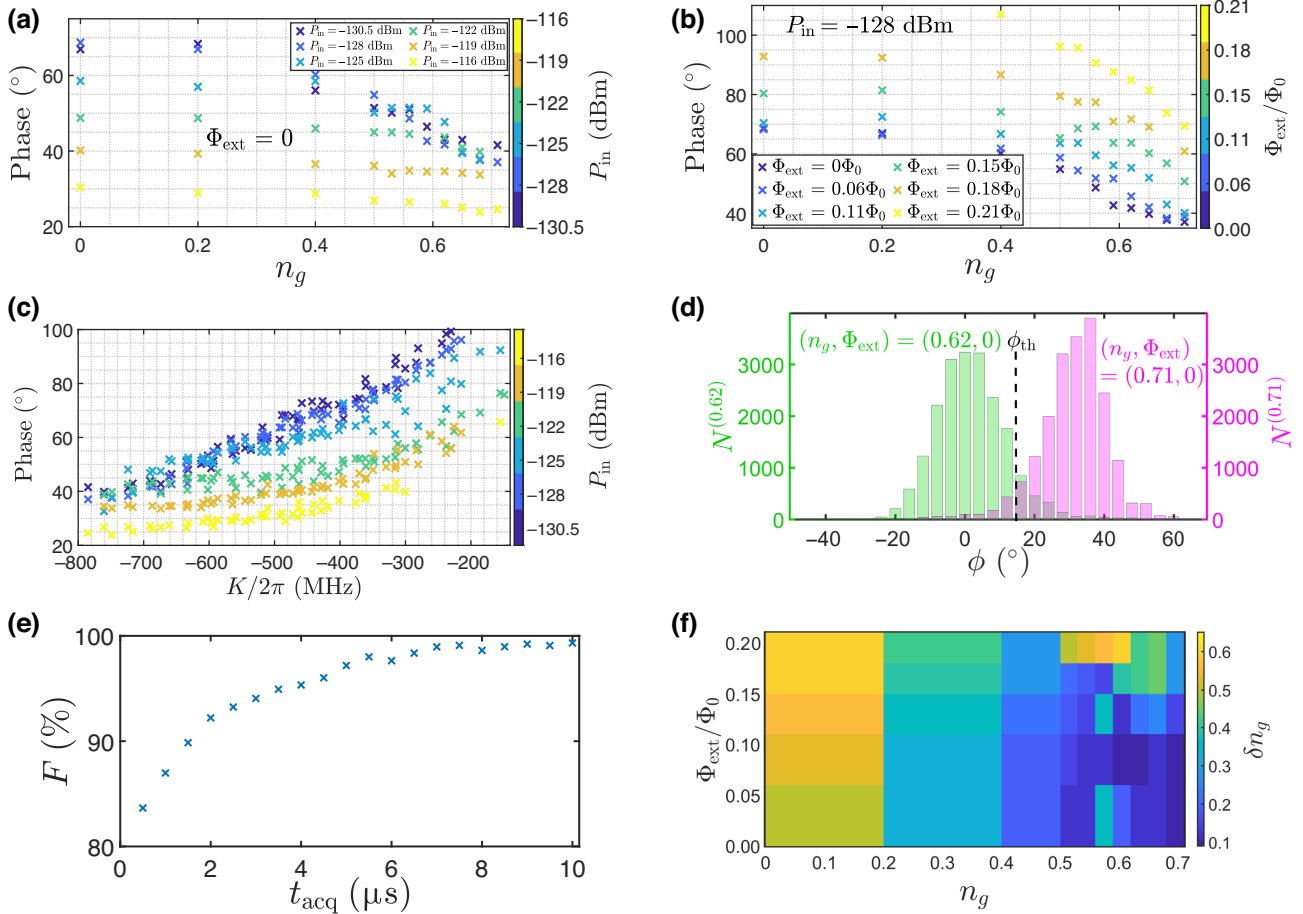 (a)
Phase (°)
80
60
40
20
P_in = −130.5 dBm
P_in = −128 dBm
P_in = −125 dBm
P_in = −122 dBm
P_in = −119 dBm
P_in = −116 dBm
Φ_ext = 0
0 0.2 0.4 0.6
n_g
−116
−119
−122
−125
−128
−130.5
P_in (dBm)
(b)
P_in = −128 dBm
Phase (°)
100
80
60
40
Φ_ext = 0Φ_0
Φ_ext = 0.06Φ_0
Φ_ext = 0.11Φ_0
Φ_ext = 0.15Φ_0
Φ_ext = 0.18Φ_0
Φ_ext = 0.21Φ_0
0 0.2 0.4 0.6
n_g
0.21
0.18
0.15
0.11
0.06
0.00
Φ_ext/Φ_0
(c)
Phase (°)
100
80
60
40
20
−800 −700 −600 −500 −400 −300 −200
K/2π (MHz)
−116
−119
−122
−125
−128
−130.5
P_in (dBm)
(d)
(n_g, Φ_ext) = (0.62, 0)
ϕ_th
(n_g, Φ_ext)
= (0.71, 0)
N^(0.62)
3000
2000
1000
0
3000
2000
1000
0
N^(0.71)
−40 −20 0 20 40 60
ϕ (°)
(e)
F (%)
100
90
80
0 2 4 6 8 10
t_acq (μs)
(f)
Φ_ext/Φ_0
0.20
0.15
0.10
0.05
0.00
0 0.1 0.2 0.3 0.4 0.5 0.6 0.7
n_g
0.6
0.5
0.4
0.3
0.2
0.1
δn_g